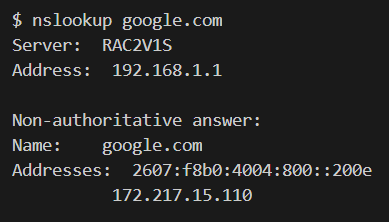 $ nslookup google.com
Server:  RAC2V1S
Address:  192.168.1.1

Non-authoritative answer:
Name:    google.com
Addresses:  2607:f8b0:4004:800::200e
          172.217.15.110